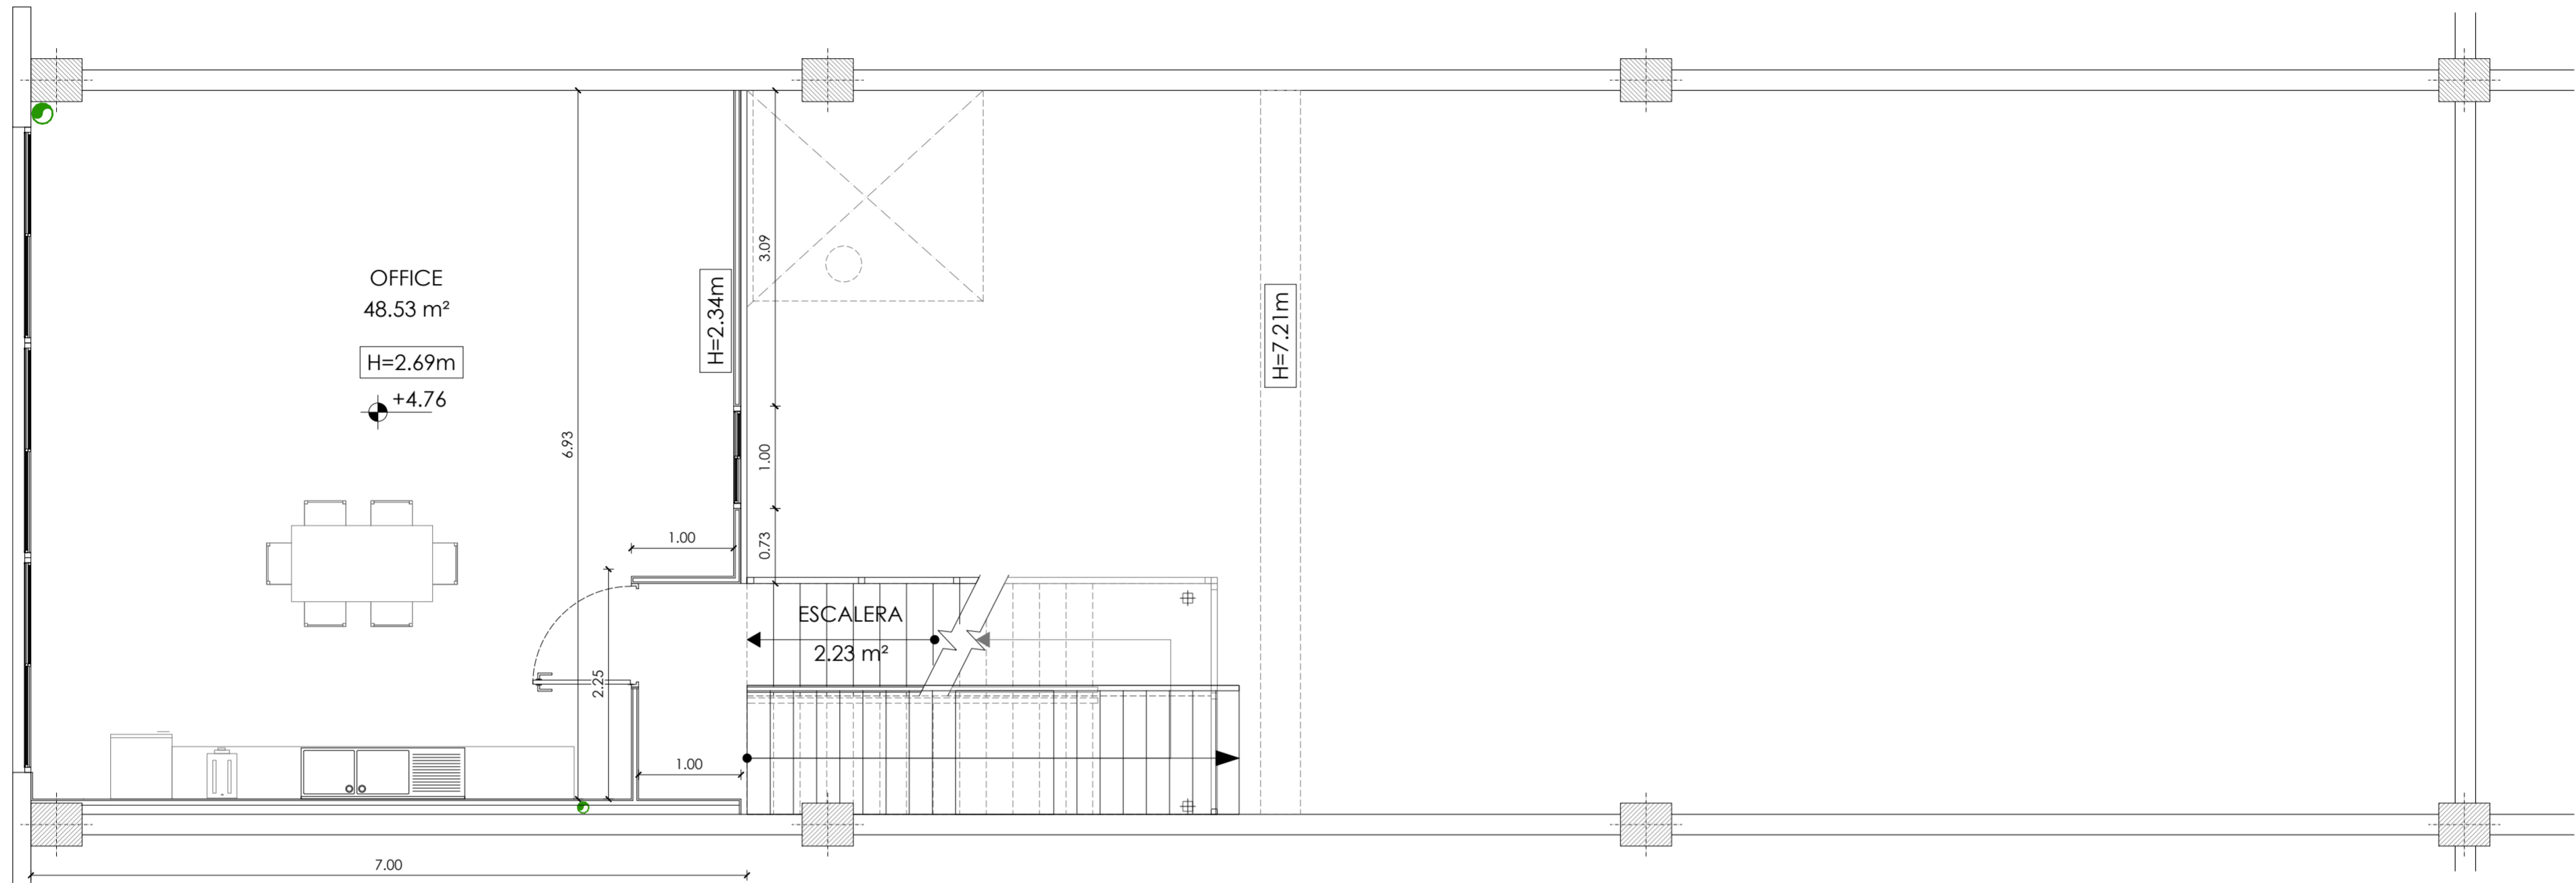 OFFICE
48.53 m²
H=2.69m
+4.76
H=2.34m
3.09
H=7.21m
6.93
1.00
0.73
1.00
ESCALERA
2.23 m²
2.25
1.00
7.00